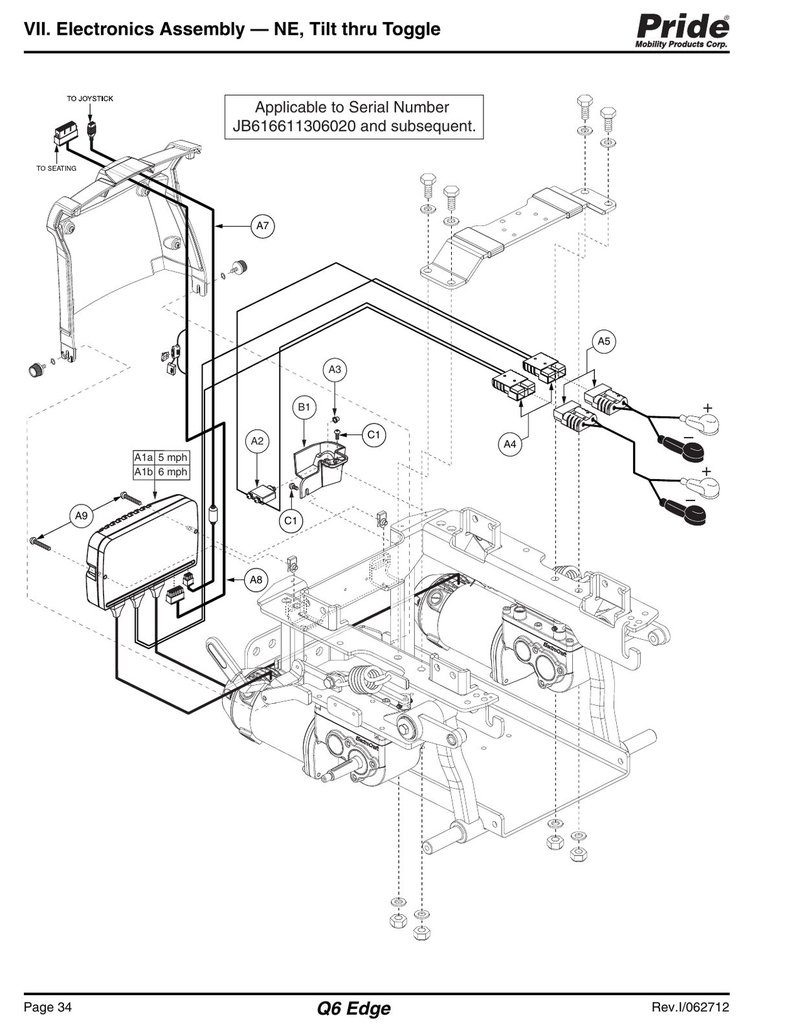 VII. Electronics Assembly — NE, Tilt thru Toggle
Pride®
Mobility Products Corp.
TO JOYSTICK
TO SEATING
Applicable to Serial Number
JB616611306020 and subsequent.
A7
A5
A3
B1
C1
A2
A4
A1a 5 mph
A1b 6 mph
A9
C1
A8
+
–
+
–
Page 34
Q6 Edge
Rev.I/062712